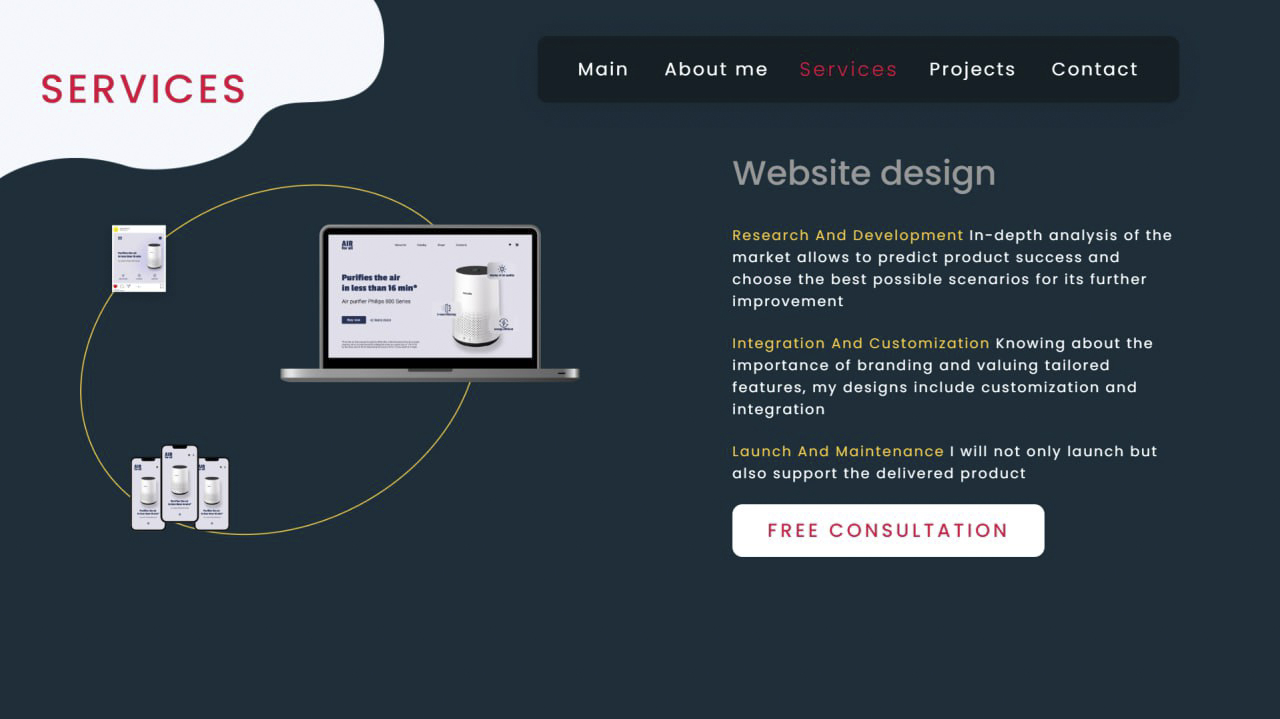 SERVICES
Main About me Services Projects Contact
Website design
Research And Development In-depth analysis of the
market allows to predict product success and
choose the best possible scenarios for its further
improvement
Integration And Customization Knowing about the
importance of branding and valuing tailored
features, my designs include customization and
integration
Launch And Maintenance I will not only launch but
also support the delivered product
FREE CONSULTATION
AIR
for all
Purifies the air
in less than 16 min*
Air purifier Philips 800 Series
Buy now